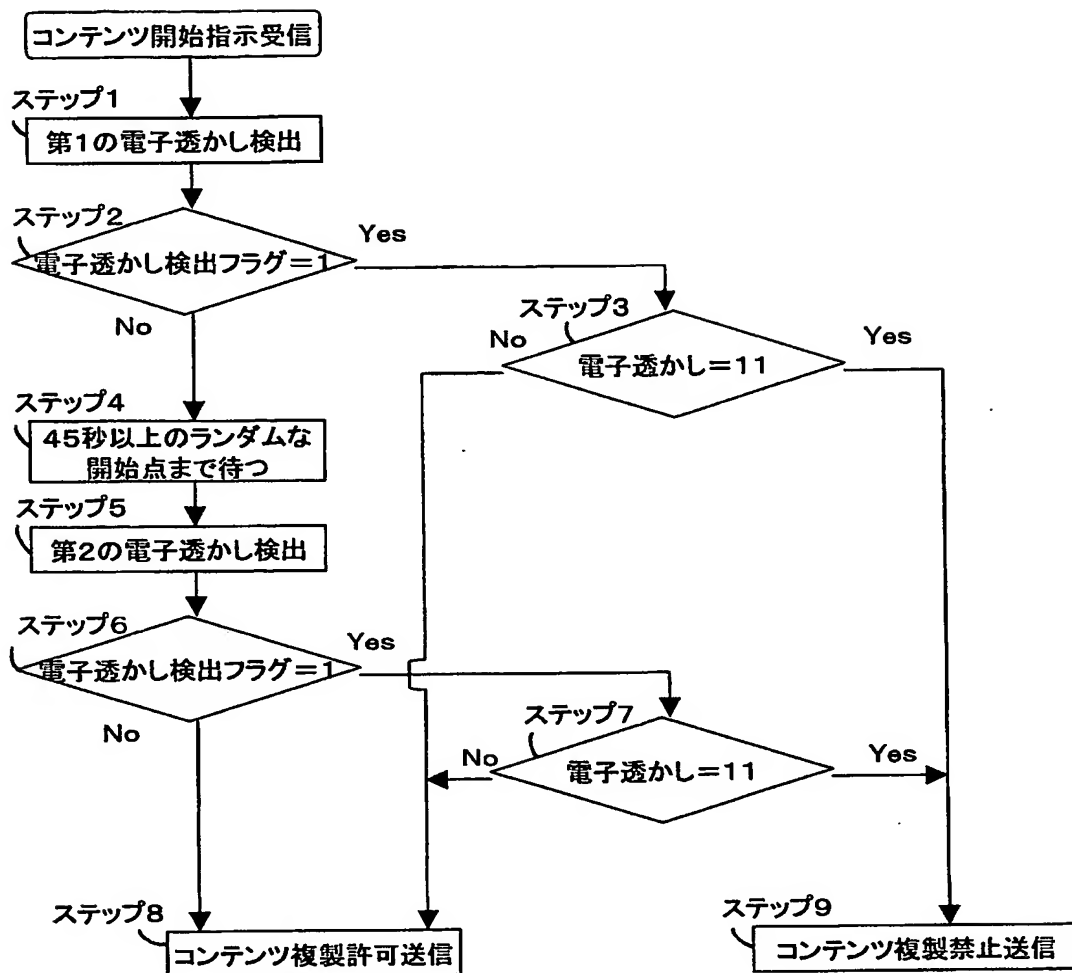 コンテンツ開始指示受信
ステップ1
第1の電子透かし検出
ステップ2
Yes
電子透かし検出フラグ=1
No
ステップ3
No
Yes
電子透かし=11
ステップ4
45秒以上のランダムな
開始点まで待つ
ステップ5
第2の電子透かし検出
ステップ6
Yes
電子透かし検出フラグ=1
No
ステップ7
No
Yes
電子透かし=11
ステップ8
コンテンツ複製許可送信
ステップ9
コンテンツ複製禁止送信